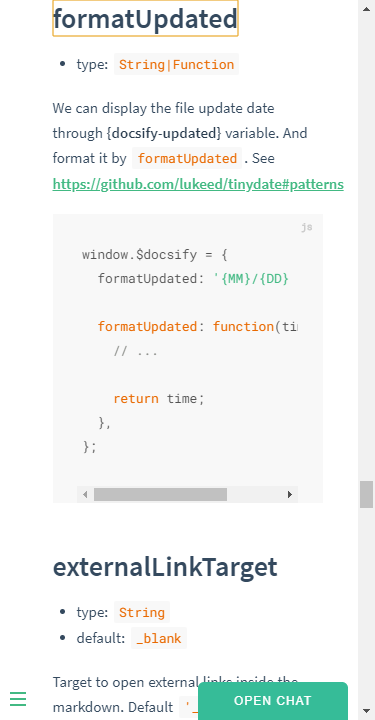 formatUpdated
type: String|Function
We can display the file update date
through {docsify-updated} variable. And
format it by formatUpdated . See
https://github.com/lukeed/tinydate#patterns
js
window.$docsify = {
formatUpdated: '{MM}/{DD}
formatUpdated: function(
// ...
return time;
},
};
externalLinkTarget
type: String
default: _blank
Target to open external links inside the
markdown. Default '_
OPEN CHAT